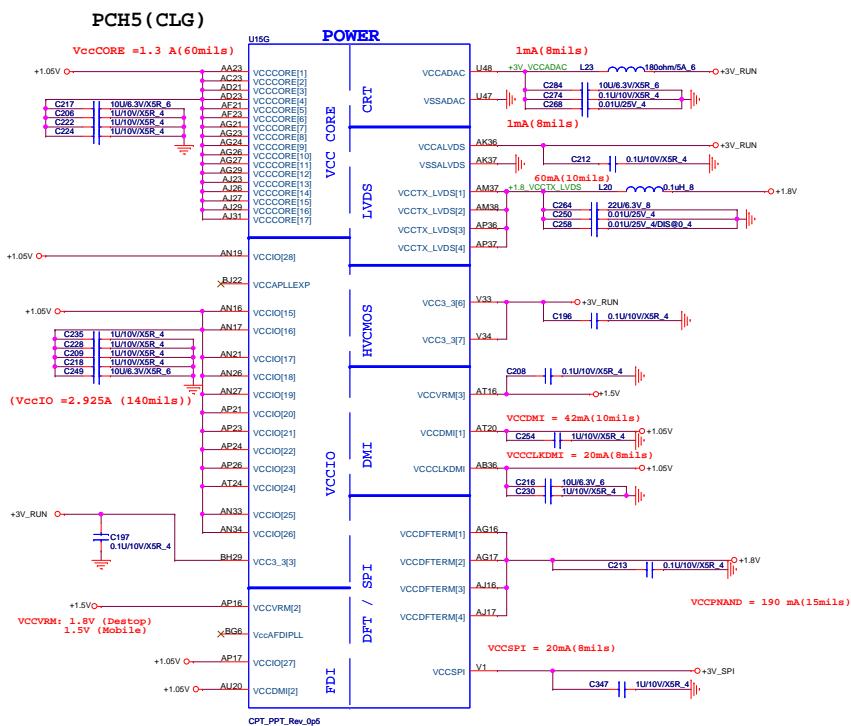 PCH5(CLG)
U15G
POWER
VccCORE =1.3 A(60mils)
+1.05V
AA23 VCCCORE[1]
AC23 VCCCORE[2]
AD21 VCCCORE[3]
AD23 VCCCORE[4]
AF21 VCCCORE[5]
AF23 VCCCORE[6]
AG21 VCCCORE[7]
AG23 VCCCORE[8]
AG24 VCCCORE[9]
AG26 VCCCORE[10]
AG27 VCCCORE[11]
AG29 VCCCORE[12]
AJ23 VCCCORE[13]
AJ26 VCCCORE[14]
AJ27 VCCCORE[15]
AJ29 VCCCORE[16]
AJ31 VCCCORE[17]
C217 10U/6.3V/X5R_6
C206 1U/10V/X5R_4
C222 1U/10V/X5R_4
C224 1U/10V/X5R_4
VCC CORE
+1.05V
AN19 VCCIO[28]
BJ22 VCCAPLLEXP
+1.05V
AN16 VCCIO[15]
AN17 VCCIO[16]
AN21 VCCIO[17]
AN26 VCCIO[18]
AN27 VCCIO[19]
AP21 VCCIO[20]
AP23 VCCIO[21]
AP24 VCCIO[22]
AP26 VCCIO[23]
AT24 VCCIO[24]
AN33 VCCIO[25]
AN34 VCCIO[26]
C235 1U/10V/X5R_4
C228 1U/10V/X5R_4
C209 1U/10V/X5R_4
C218 1U/10V/X5R_4
C249 10U/6.3V/X5R_6
(VccIO =2.925A (140mils))
VCCIO
+3V_RUN
BH29 VCC3_3[3]
C197
0.1U/10V/X5R_4
+1.5V
AP16 VCCVRM[2]
VCCVRM: 1.8V (Destop)
1.5V (Mobile)
BG6 VccAFDIPLL
+1.05V
AP17 VCCIO[27]
+1.05V
AU20 VCCDMI[2]
FDI
CPT_PPT_Rev_0p5
CRT
1mA(8mils)
VCCADAC U48 +3V_VCCADAC L23 180ohm/5A_6 +3V_RUN
VSSADAC U47
C284 10U/6.3V/X5R_6
C274 0.1U/10V/X5R_4
C268 0.01U/25V_4
1mA(8mils)
VCCALVDS AK36 +3V_RUN
VSSALVDS AK37
C212 0.1U/10V/X5R_4
LVDS
60mA(10mils)
VCCTX_LVDS[1] AM37 +1.8_VCCTX_LVDS L20 0.1uH_8 +1.8V
VCCTX_LVDS[2] AM38
VCCTX_LVDS[3] AP36
VCCTX_LVDS[4] AP37
C264 22U/6.3V_8
C250 0.01U/25V_4
C258 0.01U/25V_4/DIS@0_4
HVCMOS
VCC3_3[6] V33 +3V_RUN
VCC3_3[7] V34
C196 0.1U/10V/X5R_4
C208 0.1U/10V/X5R_4
VCCVRM[3] AT16 +1.5V
DMI
VCCDMI = 42mA(10mils)
VCCDMI[1] AT20 +1.05V
C254 1U/10V/X5R_4
VCCCLKDMI = 20mA(8mils)
VCCCLKDMI AB36 +1.05V
C216 10U/6.3V_6
C230 1U/10V/X5R_4
DFT / SPI
VCCDFTERM[1] AG16
VCCDFTERM[2] AG17 +1.8V
VCCDFTERM[3] AJ16
VCCDFTERM[4] AJ17
C213 0.1U/10V/X5R_4
VCCPNAND = 190 mA(15mils)
VCCSPI = 20mA(8mils)
VCCSPI V1 +3V_SPI
C347 1U/10V/X5R_4